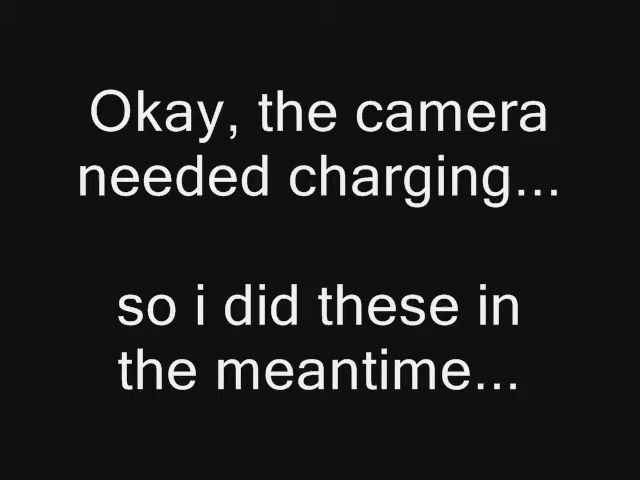 Okay, the camera
needed charging...
so i did these in
the meantime...